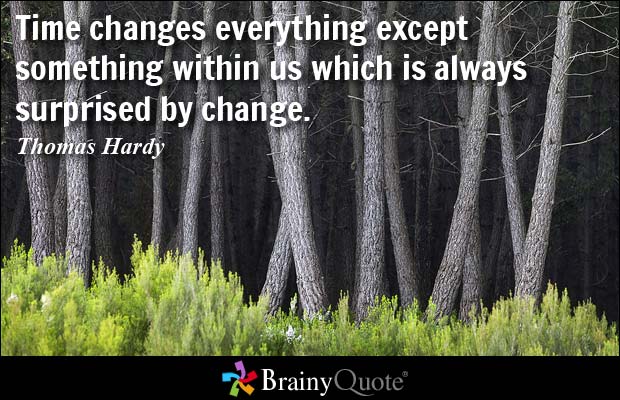 Time changes everything except
something within us which is always
surprised by change.
Thomas Hardy
BrainyQuote®